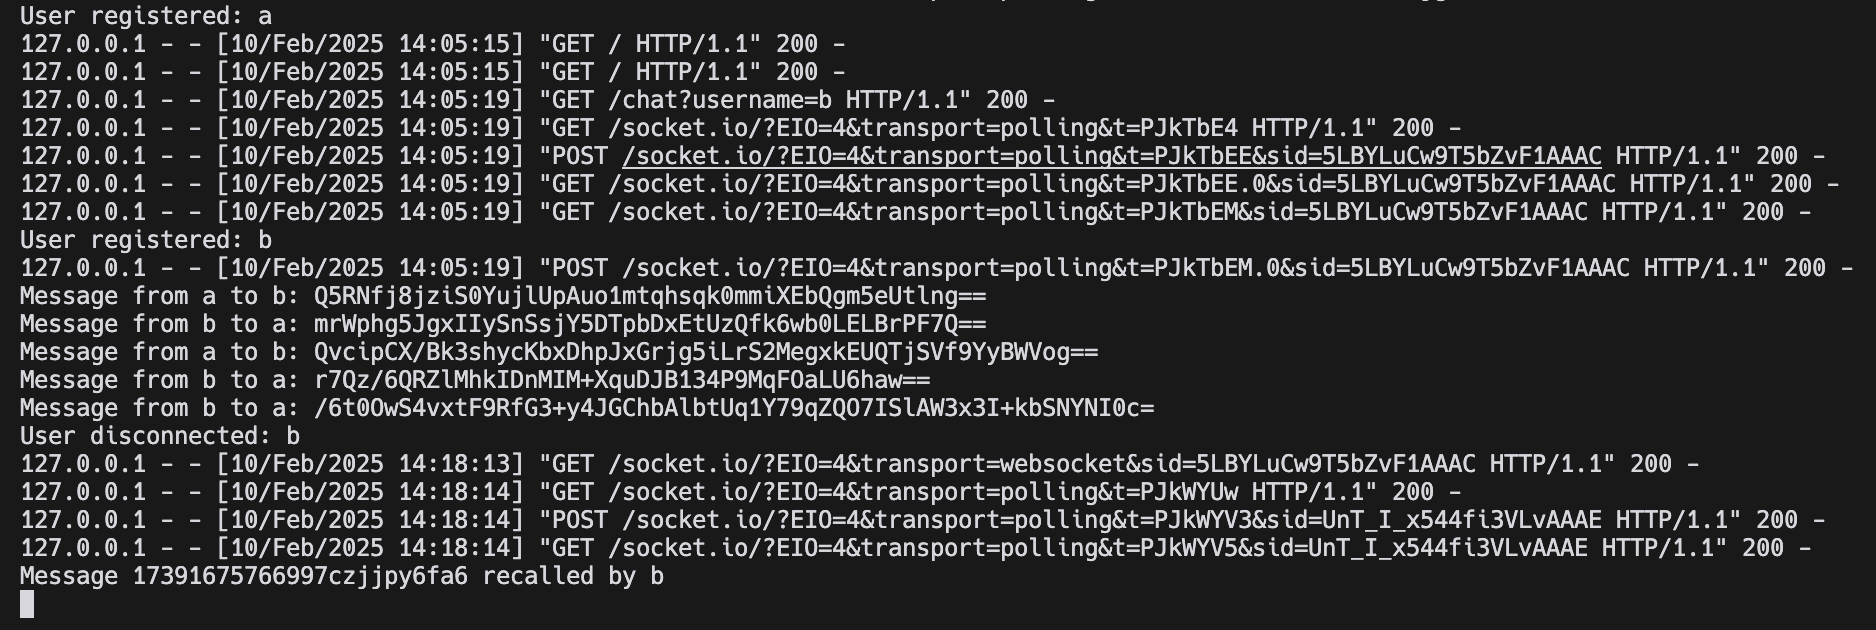 User registered: a
127.0.0.1 - - [10/Feb/2025 14:05:15] "GET / HTTP/1.1" 200 -
127.0.0.1 - - [10/Feb/2025 14:05:15] "GET / HTTP/1.1" 200 -
127.0.0.1 - - [10/Feb/2025 14:05:19] "GET /chat?username=b HTTP/1.1" 200 -
127.0.0.1 - - [10/Feb/2025 14:05:19] "GET /socket.io/?EIO=4&transport=polling&t=PJkTbE4 HTTP/1.1" 200 -
127.0.0.1 - - [10/Feb/2025 14:05:19] "POST /socket.io/?EIO=4&transport=polling&t=PJkTbEE&sid=5LBYLuCw9T5bZvF1AAAC HTTP/1.1" 200 -
127.0.0.1 - - [10/Feb/2025 14:05:19] "GET /socket.io/?EIO=4&transport=polling&t=PJkTbEE.0&sid=5LBYLuCw9T5bZvF1AAAC HTTP/1.1" 200 -
127.0.0.1 - - [10/Feb/2025 14:05:19] "GET /socket.io/?EIO=4&transport=polling&t=PJkTbEM&sid=5LBYLuCw9T5bZvF1AAAC HTTP/1.1" 200 -
User registered: b
127.0.0.1 - - [10/Feb/2025 14:05:19] "POST /socket.io/?EIO=4&transport=polling&t=PJkTbEM.0&sid=5LBYLuCw9T5bZvF1AAAC HTTP/1.1" 200 -
Message from a to b: Q5RNfj8jziS0YujlUpAuo1mtqhsqk0mmiXEbQgm5eUtlng==
Message from b to a: mrWphg5JgxIIySnSsjY5DTpbDxEtUzQfk6wb0LELBrPF7Q==
Message from a to b: QvcipCX/Bk3shycKbxDhpJxGrjg5iLrS2MegxkEUQTjSVf9YyBWVog==
Message from b to a: r7Qz/6QRZlMhkIDnMIM+XquDJB134P9MqFOaLU6haw==
Message from b to a: /6t0OwS4vxtF9RfG3+y4JGChbAlbtUq1Y79qZQO7ISlAW3x3I+kbSNYNI0c=
User disconnected: b
127.0.0.1 - - [10/Feb/2025 14:18:13] "GET /socket.io/?EIO=4&transport=websocket&sid=5LBYLuCw9T5bZvF1AAAC HTTP/1.1" 200 -
127.0.0.1 - - [10/Feb/2025 14:18:14] "GET /socket.io/?EIO=4&transport=polling&t=PJkWYUw HTTP/1.1" 200 -
127.0.0.1 - - [10/Feb/2025 14:18:14] "POST /socket.io/?EIO=4&transport=polling&t=PJkWYV3&sid=UnT_I_x544fi3VLvAAAE HTTP/1.1" 200 -
127.0.0.1 - - [10/Feb/2025 14:18:14] "GET /socket.io/?EIO=4&transport=polling&t=PJkWYV5&sid=UnT_I_x544fi3VLvAAAE HTTP/1.1" 200 -
Message 17391675766997czjjpy6fa6 recalled by b